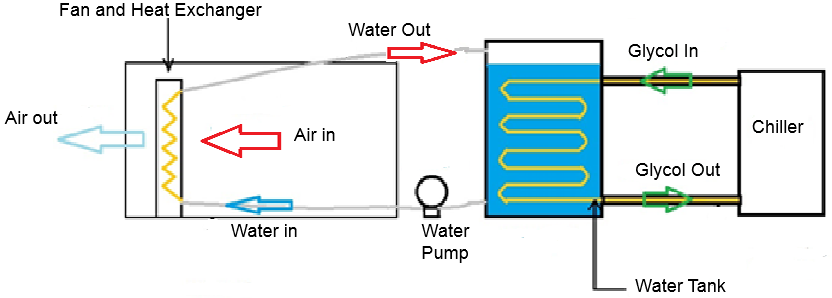 Fan and Heat Exchanger
Water Out
Glycol In
Air out
Air in
Chiller
Glycol Out
Water in
Water
Pump
Water Tank